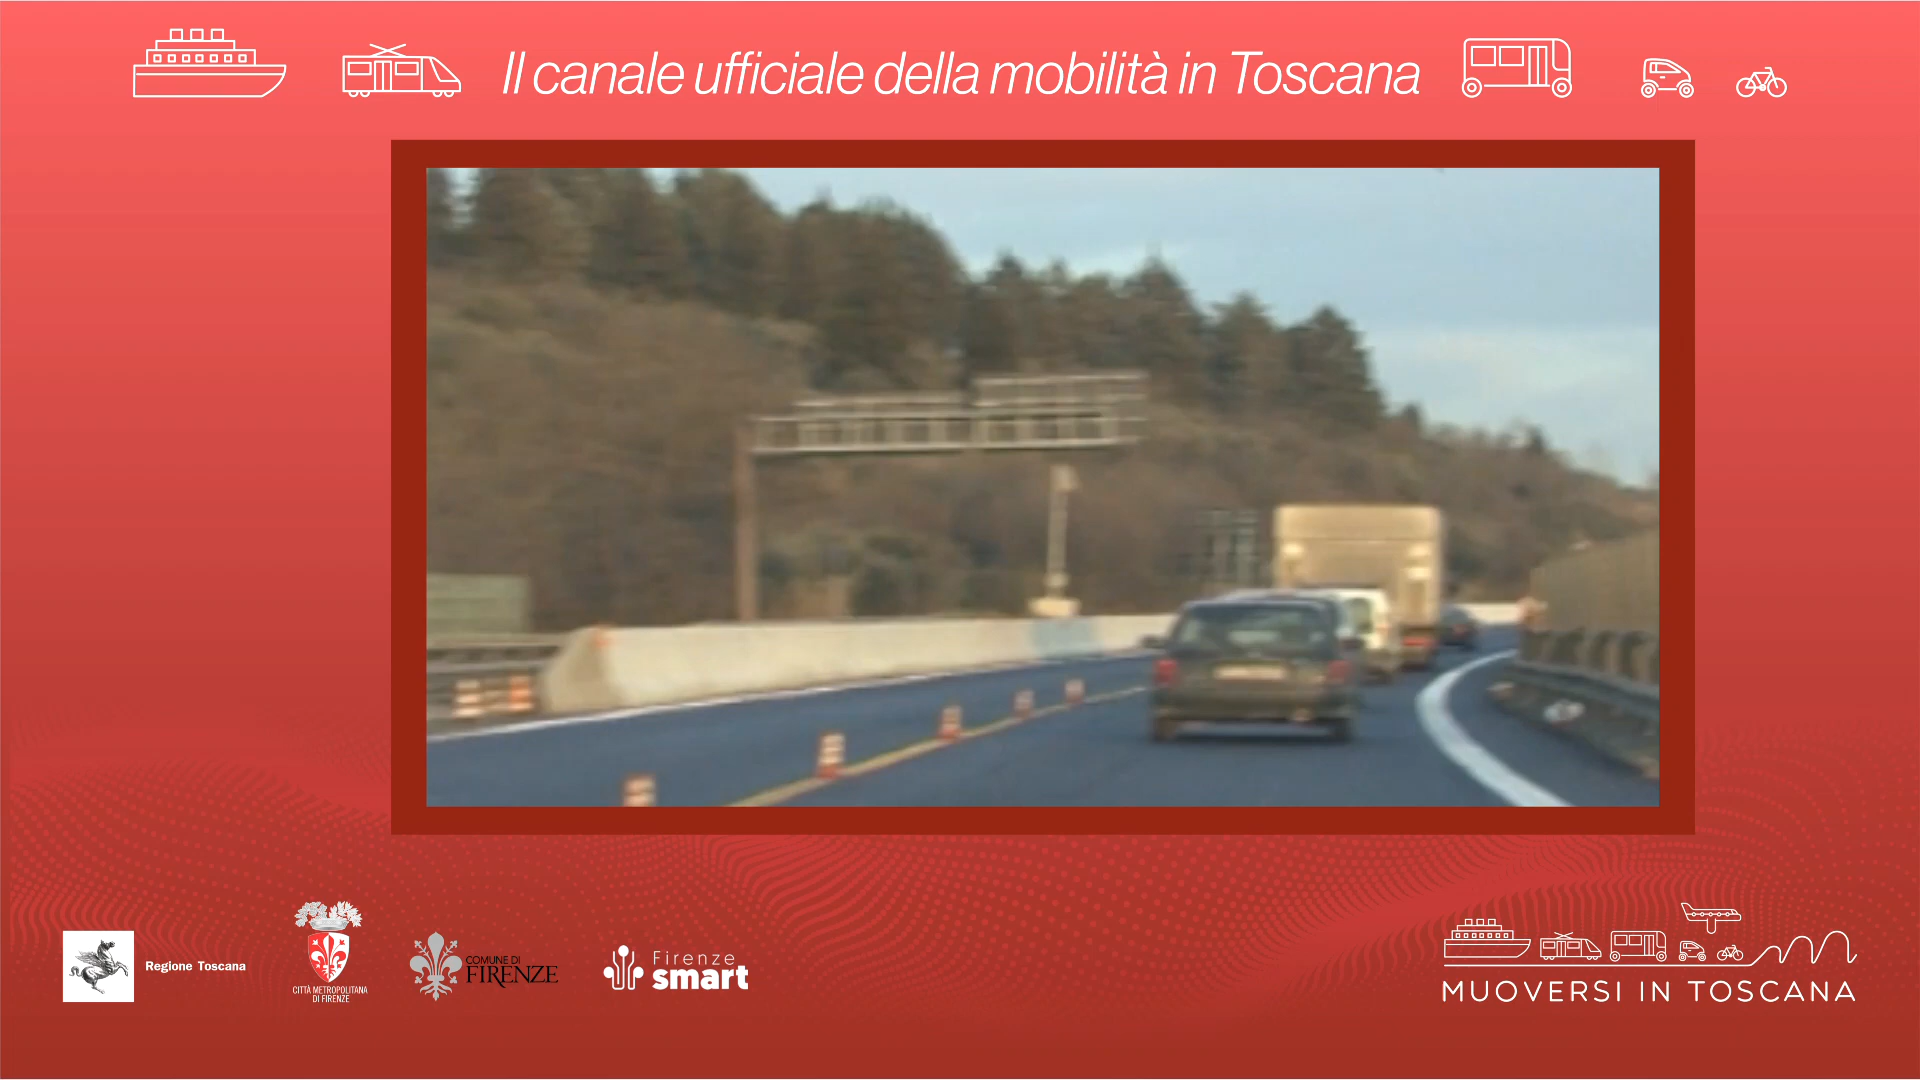 Il canale ufficiale della mobilità in Toscana
Regione Toscana
CITTÀ METROPOLITANA
DI FIRENZE
COMUNE DI
FIRENZE
Firenze
smart
MUOVERSI IN TOSCANA